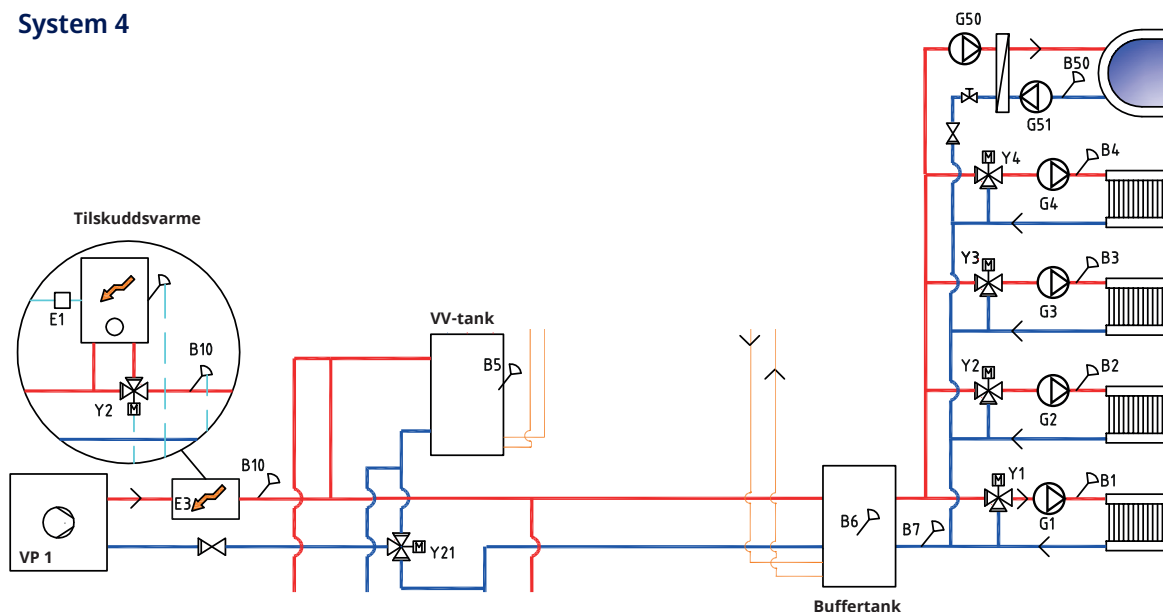 System 4
G50
B50
G51
Y4
B4
G4
Tilskuddsvarme
Y3
B3
G3
E1
VV-tank
B10
B5
Y2
B2
G2
Y2
M
M
M
M
B10
Y1
B1
E3
M
B6
B7
G1
VP 1
M
Y21
Buffertank